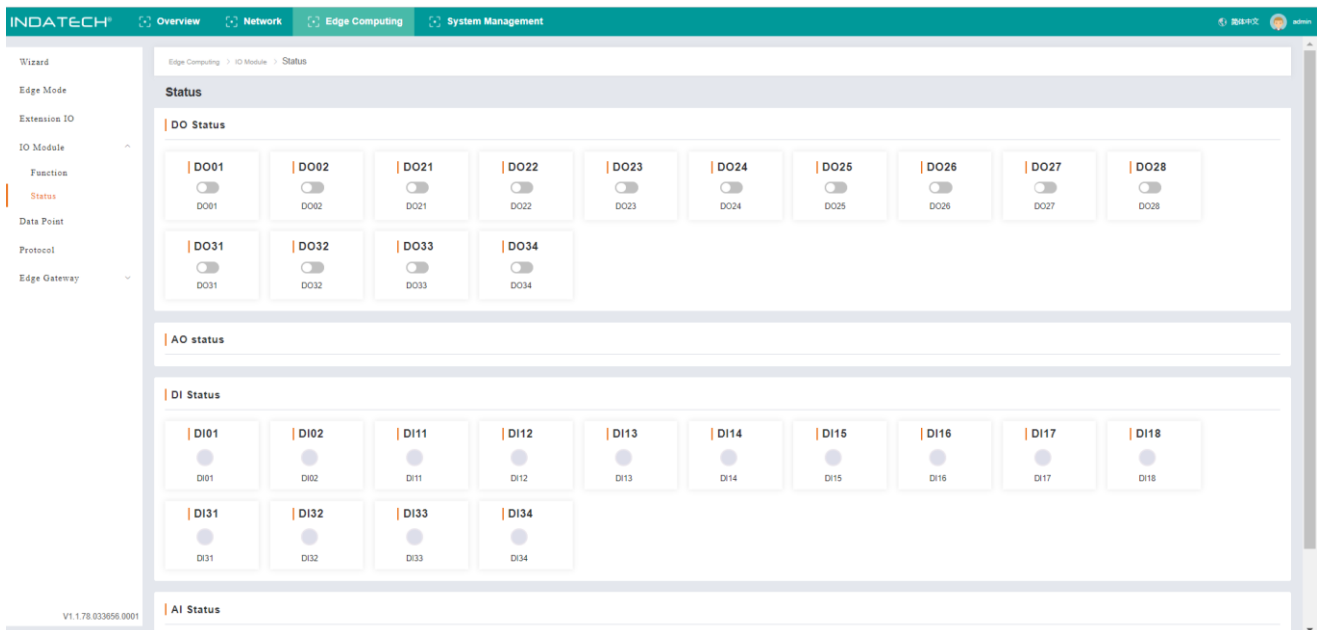 INDATECH® Overview Network Edge Computing System Management 简体中文 admin
Wizard
Edge Mode
Extension IO
IO Module
Function
Status
Data Point
Protocol
Edge Gateway
V1.1.78.033656.0001
Edge Computing > IO Module > Status
Status
DO Status
DO01 DO02 DO21 DO22 DO23 DO24 DO25 DO26 DO27 DO28
DO01 DO02 DO21 DO22 DO23 DO24 DO25 DO26 DO27 DO28
DO31 DO32 DO33 DO34
DO31 DO32 DO33 DO34
AO status
DI Status
DI01 DI02 DI11 DI12 DI13 DI14 DI15 DI16 DI17 DI18
DI01 DI02 DI11 DI12 DI13 DI14 DI15 DI16 DI17 DI18
DI31 DI32 DI33 DI34
DI31 DI32 DI33 DI34
AI Status